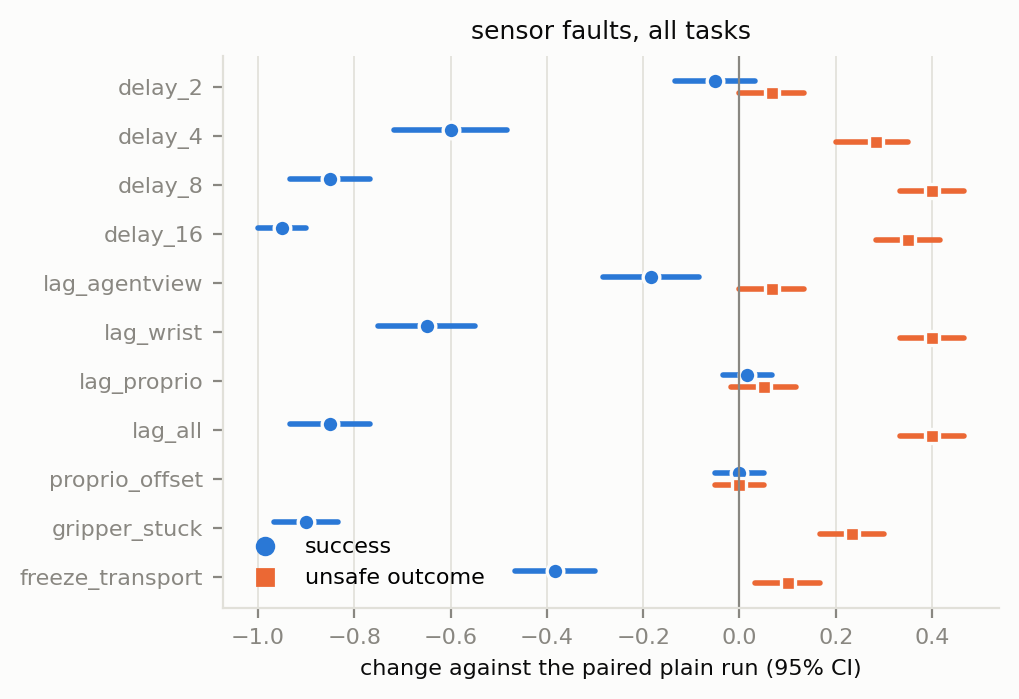 sensor faults, all tasks
delay_2
delay_4
delay_8
delay_16
lag_agentview
lag_wrist
lag_proprio
lag_all
proprio_offset
gripper_stuck
freeze_transport
success
unsafe outcome
−1.0 −0.8 −0.6 −0.4 −0.2 0.0 0.2 0.4
change against the paired plain run (95% CI)